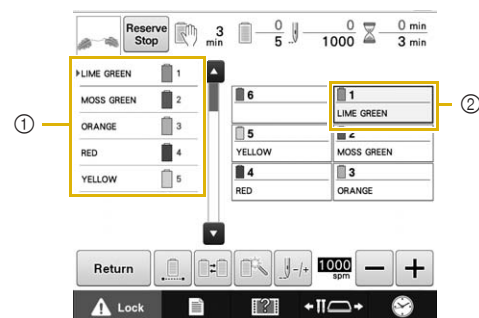 Reserve Stop 3 min 0 5 0 1000 0 min 3 min
LIME GREEN 1
MOSS GREEN 2
ORANGE 3
RED 4
YELLOW 5
①
6
1 LIME GREEN
②
5 YELLOW
2 MOSS GREEN
4 RED
3 ORANGE
Return -/+ 1000 spm − +
Lock ?